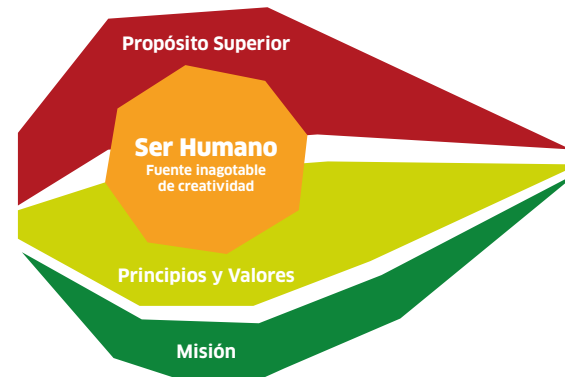 Propósito Superior
Ser Humano
Fuente inagotable
de creatividad
Principios y Valores
Misión